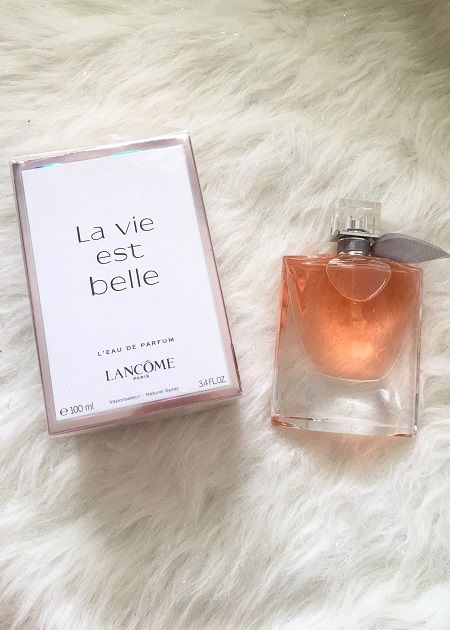 La vie
est
belle
L'EAU DE PARFUM
LANCÔME
PARIS
e 100 ml
Vaporisateur - Natural Spray
3.4 FL.OZ.